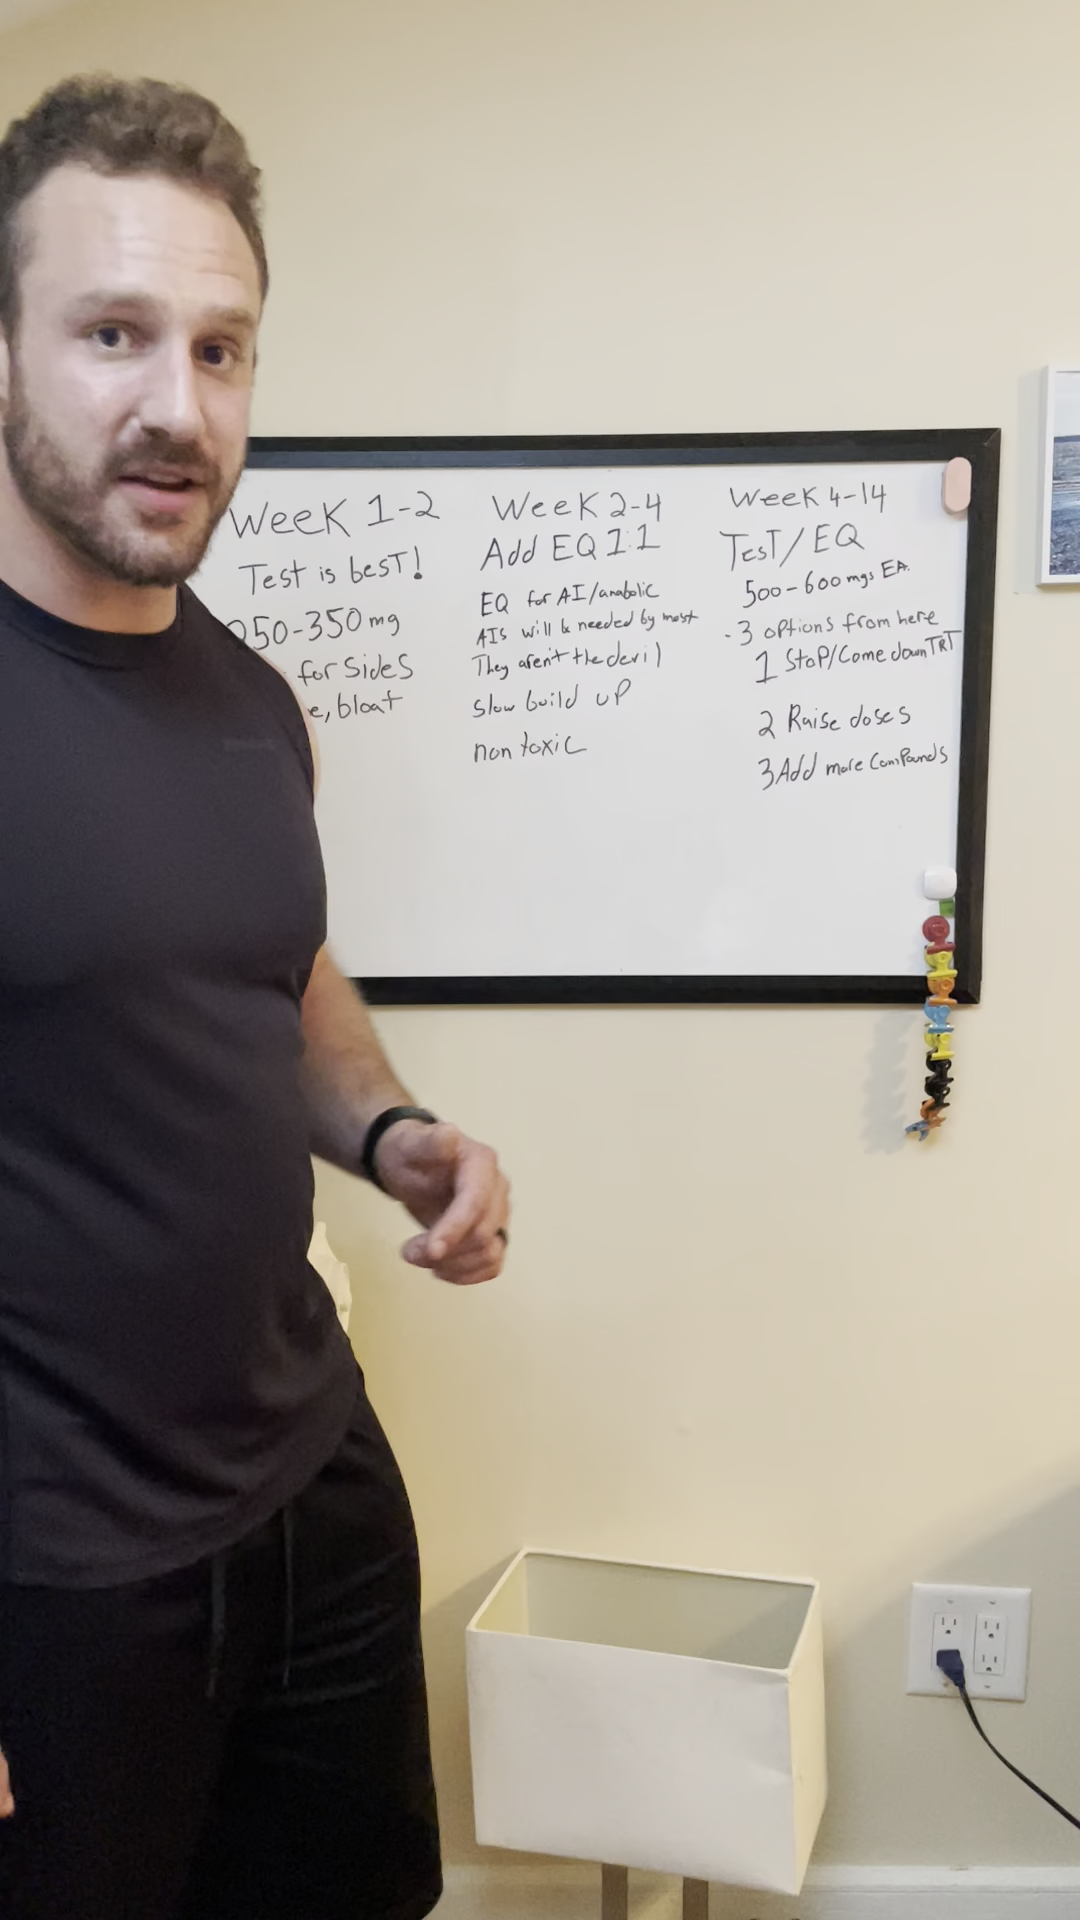 Week 1-2
Test is best!
250-350 mg
for sides
bloat
Week 2-4
Add EQ 1:1
EQ for AI/anabolic
AIs will be needed by most
They aren't the devil
Slow build up
non toxic
Week 4-14
Test/EQ
500-600 mgs EA.
- 3 options from here
1 Stop/Come down TRT
2 Raise doses
3 Add more Compounds